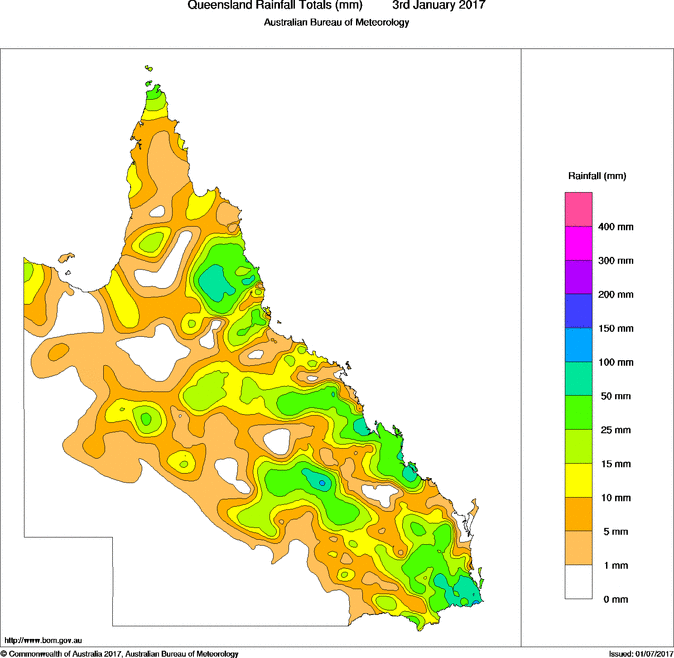 Queensland Rainfall Totals (mm) 3rd January 2017
Australian Bureau of Meteorology
Rainfall (mm)
400 mm
300 mm
200 mm
150 mm
100 mm
50 mm
25 mm
15 mm
10 mm
5 mm
1 mm
0 mm
http://www.bom.gov.au
© Commonwealth of Australia 2017, Australian Bureau of Meteorology Issued: 01/07/2017